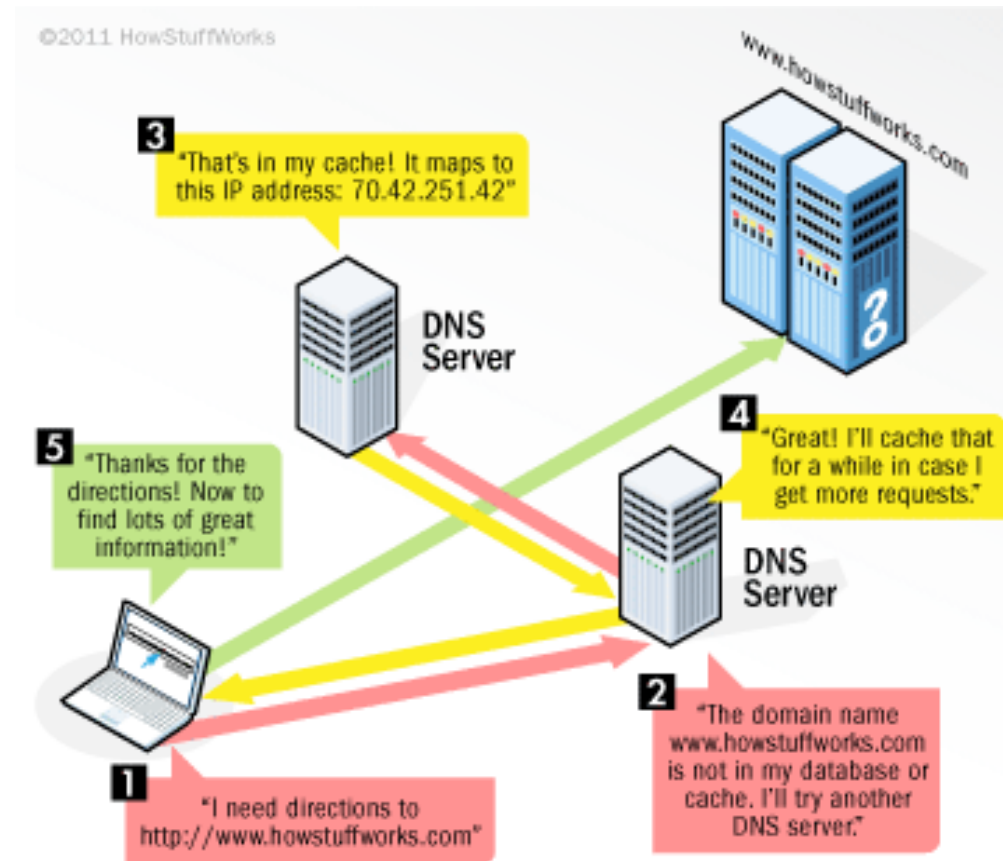 ©2011 HowStuffWorks
www.howstuffworks.com
3
"That's in my cache! It maps to
this IP address: 70.42.251.42"
DNS
Server
4
"Great! I'll cache that
for a while in case I
get more requests."
5
"Thanks for the
directions! Now to
find lots of great
information!"
DNS
Server
2
"The domain name
www.howstuffworks.com
is not in my database or
cache. I'll try another
DNS server."
1
"I need directions to
http://www.howstuffworks.com"